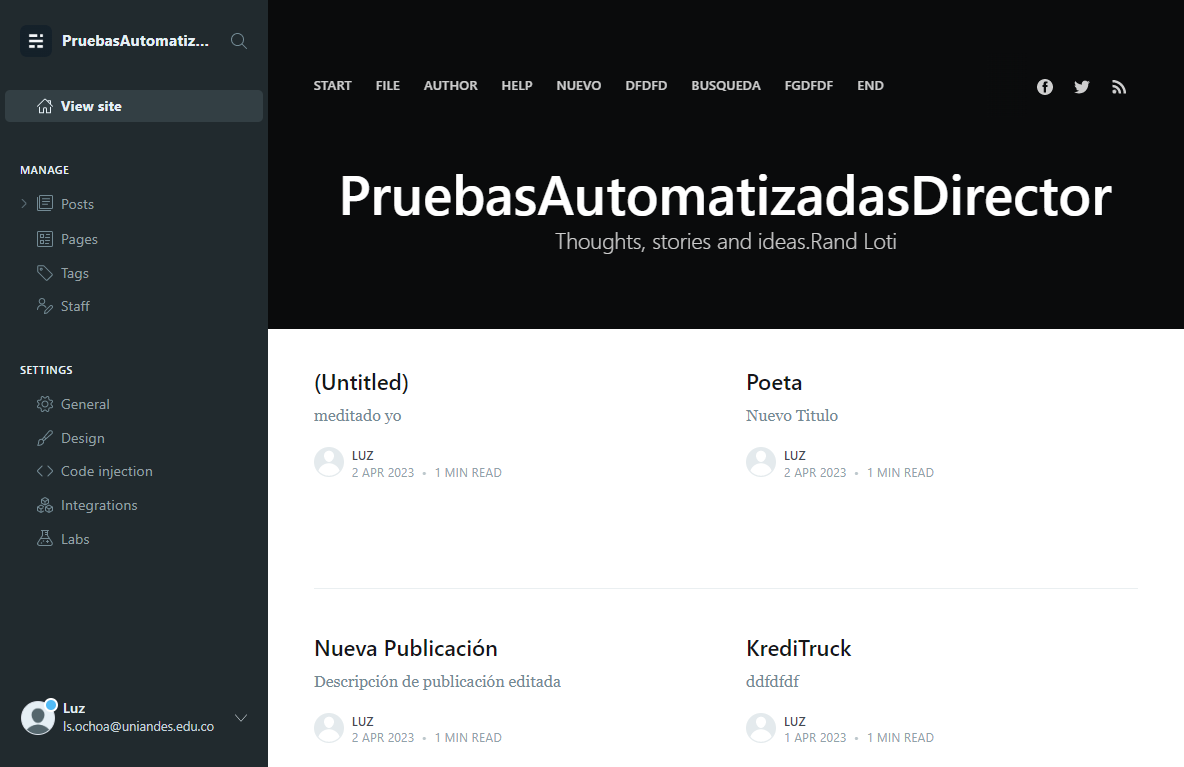 PruebasAutomatiz...
View site
MANAGE
Posts
Pages
Tags
Staff
SETTINGS
General
Design
Code injection
Integrations
Labs
Luz
ls.ochoa@uniandes.edu.co
START FILE AUTHOR HELP NUEVO DFDFD BUSQUEDA FGDFDF END
PruebasAutomatizadasDirector
Thoughts, stories and ideas.Rand Loti
(Untitled)
meditado yo
LUZ
2 APR 2023 • 1 MIN READ
Poeta
Nuevo Titulo
LUZ
2 APR 2023 • 1 MIN READ
Nueva Publicación
Descripción de publicación editada
LUZ
2 APR 2023 • 1 MIN READ
KrediTruck
ddfdfdf
LUZ
1 APR 2023 • 1 MIN READ